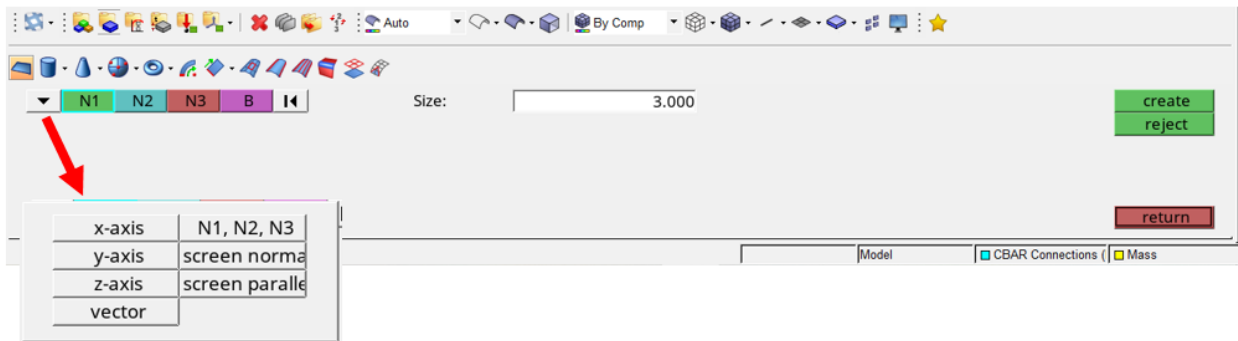 Auto By Comp
N1 N2 N3 B Size: 3.000 create
reject
x-axis N1, N2, N3 return
y-axis screen norma
Model CBAR Connections ( Mass
z-axis screen paralle
vector